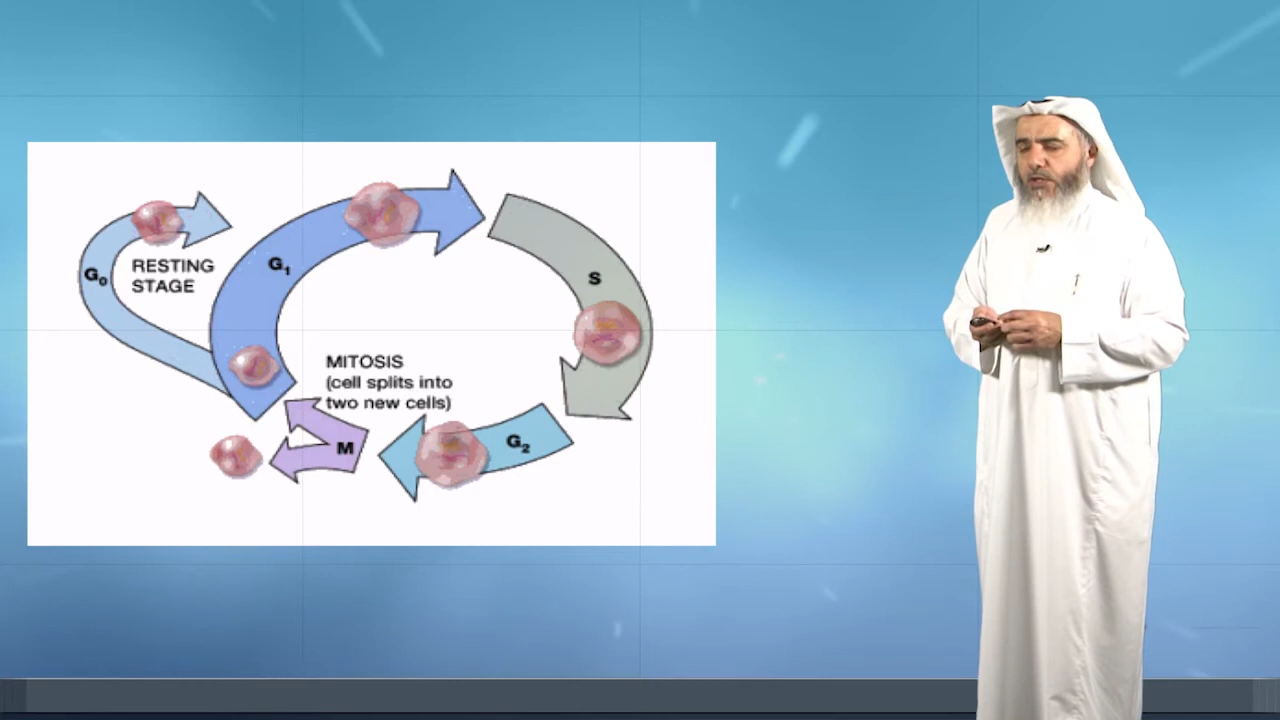 G₀
RESTING
STAGE
G₁
S
MITOSIS
(cell splits into
two new cells)
M
G₂